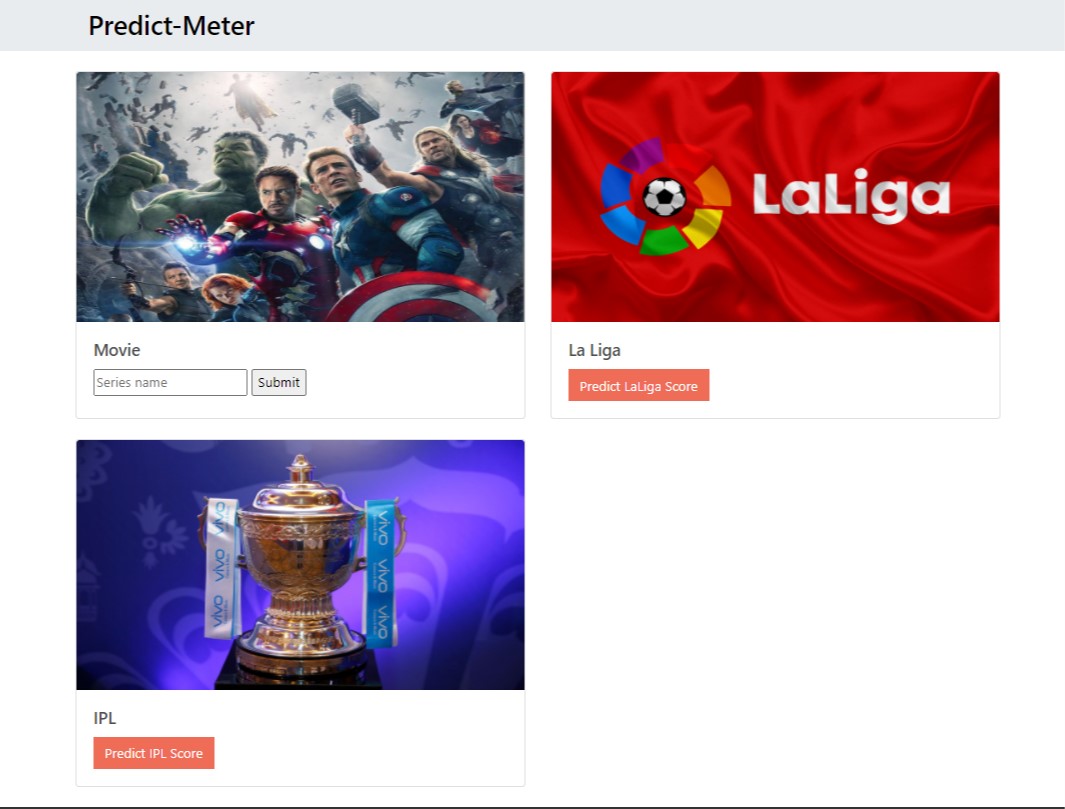 Predict-Meter
LaLiga
Movie
Series name
Submit
La Liga
Predict LaLiga Score
vivo
vivo
vivo
vivo
vivo
vivo
IPL
Predict IPL Score